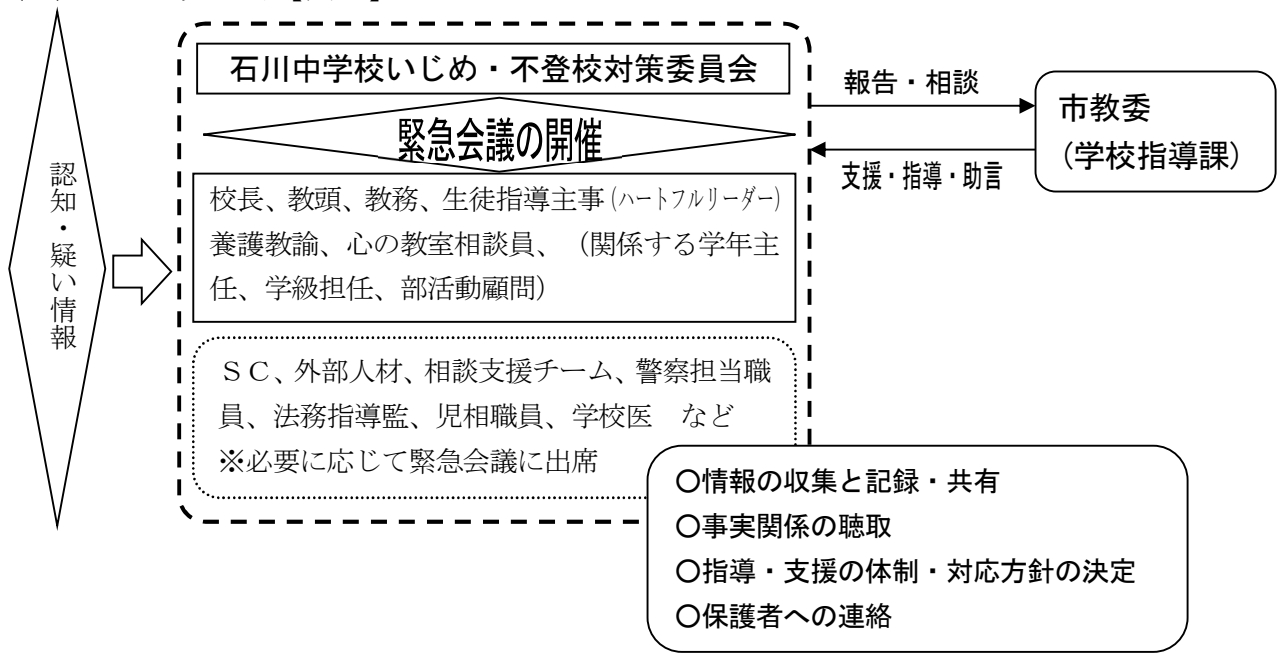 認知・疑い情報
石川中学校いじめ・不登校対策委員会
緊急会議の開催
校長、教頭、教務、生徒指導主事(ハートフルリーダー)
養護教諭、心の教室相談員、（関係する学年主
任、学級担任、部活動顧問）
ＳＣ、外部人材、相談支援チーム、警察担当職
員、法務指導監、児相職員、学校医　など
※必要に応じて緊急会議に出席
報告・相談
支援・指導・助言
市教委
（学校指導課）
〇情報の収集と記録・共有
〇事実関係の聴取
〇指導・支援の体制・対応方針の決定
〇保護者への連絡